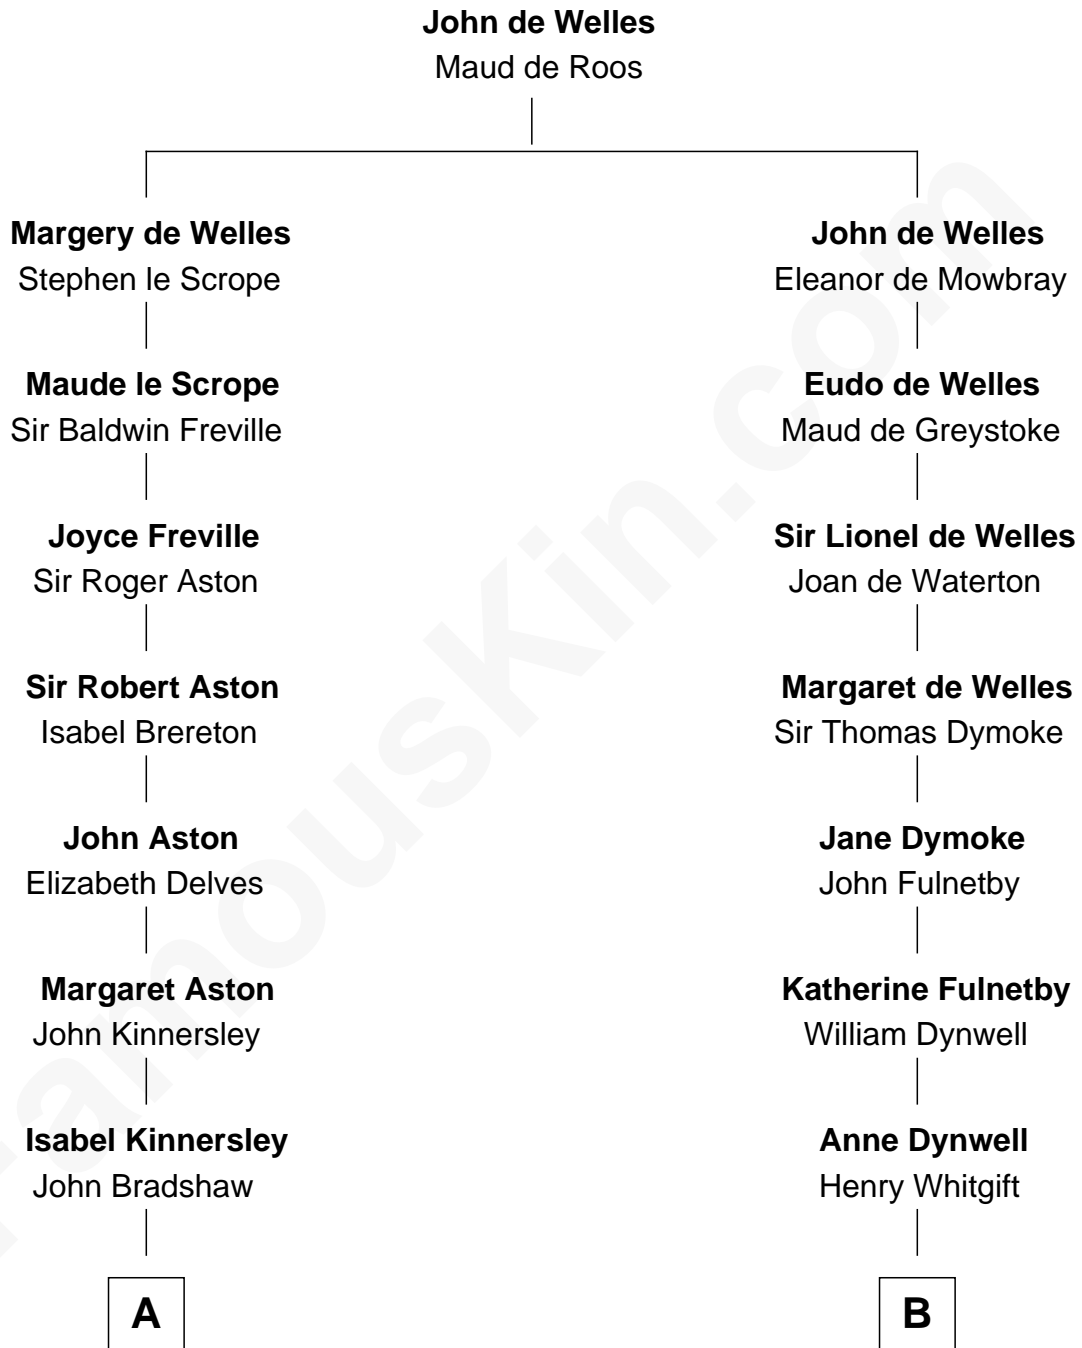 John de Welles
Maud de Roos
Margery de Welles
Stephen le Scrope
John de Welles
Eleanor de Mowbray
Maude le Scrope
Sir Baldwin Freville
Eudo de Welles
Maud de Greystoke
Joyce Freville
Sir Roger Aston
Sir Lionel de Welles
Joan de Waterton
Sir Robert Aston
Isabel Brereton
Margaret de Welles
Sir Thomas Dymoke
John Aston
Elizabeth Delves
Jane Dymoke
John Fulnetby
Margaret Aston
John Kinnersley
Katherine Fulnetby
William Dynwell
Isabel Kinnersley
John Bradshaw
Anne Dynwell
Henry Whitgift
A
B
FamousKin.com